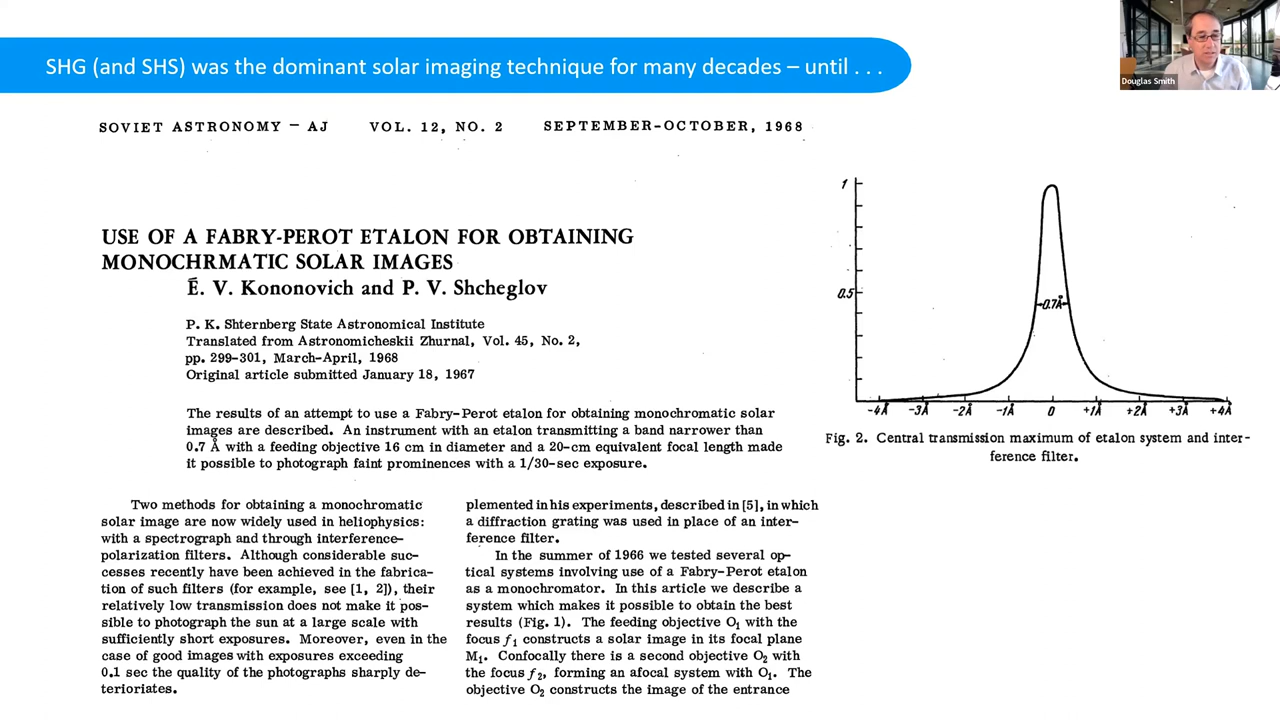 SHG (and SHS) was the dominant solar imaging technique for many decades – until . . .
Douglas Smith
SOVIET ASTRONOMY — AJ VOL. 12, NO. 2 SEPTEMBER-OCTOBER, 1968
USE OF A FABRY-PEROT ETALON FOR OBTAINING
MONOCHRMATIC SOLAR IMAGES
É. V. Kononovich and P. V. Shcheglov
P. K. Shternberg State Astronomical Institute
Translated from Astronomicheskii Zhurnal, Vol. 45, No. 2,
pp. 299-301, March-April, 1968
Original article submitted January 18, 1967
The results of an attempt to use a Fabry-Perot etalon for obtaining monochromatic solar
images are described. An instrument with an etalon transmitting a band narrower than
0.7 Å with a feeding objective 16 cm in diameter and a 20-cm equivalent focal length made
it possible to photograph faint prominences with a 1/30-sec exposure.
Two methods for obtaining a monochromatic
solar image are now widely used in heliophysics:
with a spectrograph and through interference-
polarization filters. Although considerable suc-
cesses recently have been achieved in the fabrica-
tion of such filters (for example, see [1, 2]), their
relatively low transmission does not make it pos-
sible to photograph the sun at a large scale with
sufficiently short exposures. Moreover, even in the
case of good images with exposures exceeding
0.1 sec the quality of the photographs sharply de-
terioriates.
plemented in his experiments, described in [5], in which
a diffraction grating was used in place of an inter-
ference filter.
In the summer of 1966 we tested several op-
tical systems involving use of a Fabry-Perot etalon
as a monochromator. In this article we describe a
system which makes it possible to obtain the best
results (Fig. 1). The feeding objective O1 with the
focus f1 constructs a solar image in its focal plane
M1. Confocally there is a second objective O2 with
the focus f2, forming an afocal system with O1. The
objective O2 constructs the image of the entrance
1
0.5
0.7Å
-4Å -3Å -2Å -1Å 0 +1Å +2Å +3Å +4Å
Fig. 2. Central transmission maximum of etalon system and inter-
ference filter.